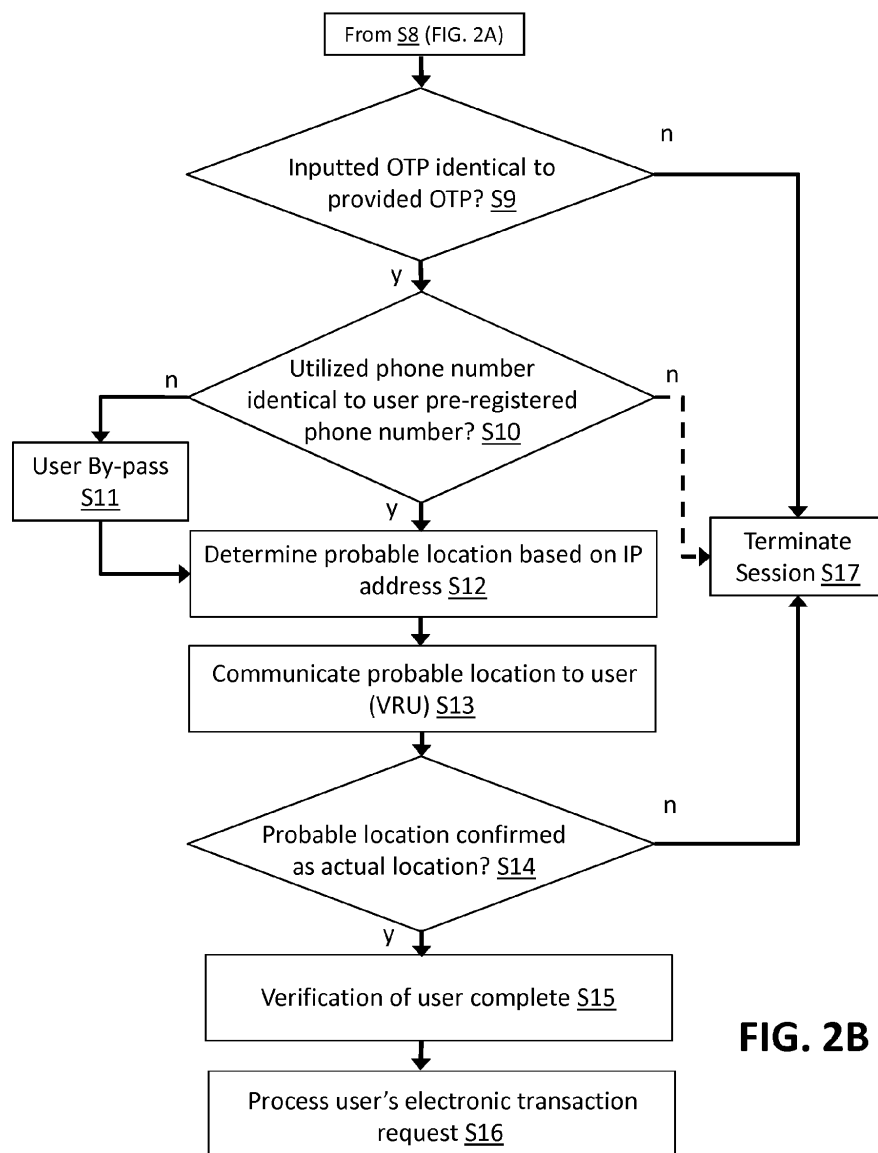 From S8 (FIG. 2A)
n
Inputted OTP identical to
provided OTP? S9
y
Utilized phone number
identical to user pre-registered
phone number? S10
n
n
User By-pass
S11
y
Determine probable location based on IP
address S12
Terminate
Session S17
Communicate probable location to user
(VRU) S13
n
Probable location confirmed
as actual location? S14
y
Verification of user complete S15
FIG. 2B
Process user’s electronic transaction
request S16